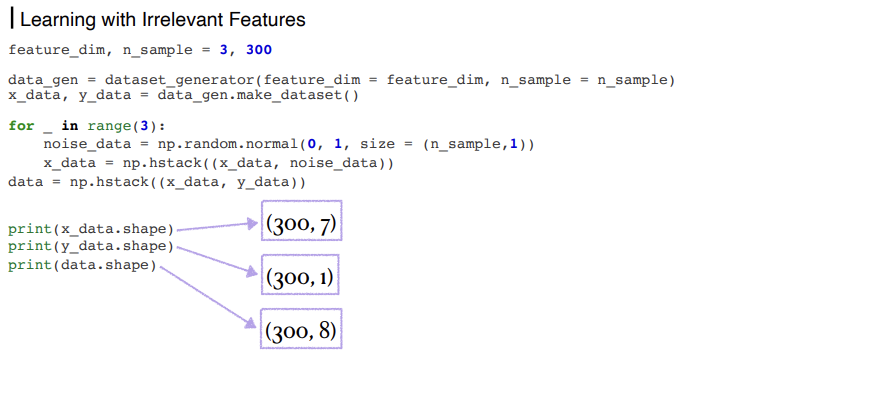 Learning with Irrelevant Features
feature_dim, n_sample = 3, 300
data_gen = dataset_generator(feature_dim = feature_dim, n_sample = n_sample)
x_data, y_data = data_gen.make_dataset()
for _ in range(3):
    noise_data = np.random.normal(0, 1, size = (n_sample,1))
    x_data = np.hstack((x_data, noise_data))
data = np.hstack((x_data, y_data))
print(x_data.shape) (300, 7)
print(y_data.shape) (300, 1)
print(data.shape) (300, 8)